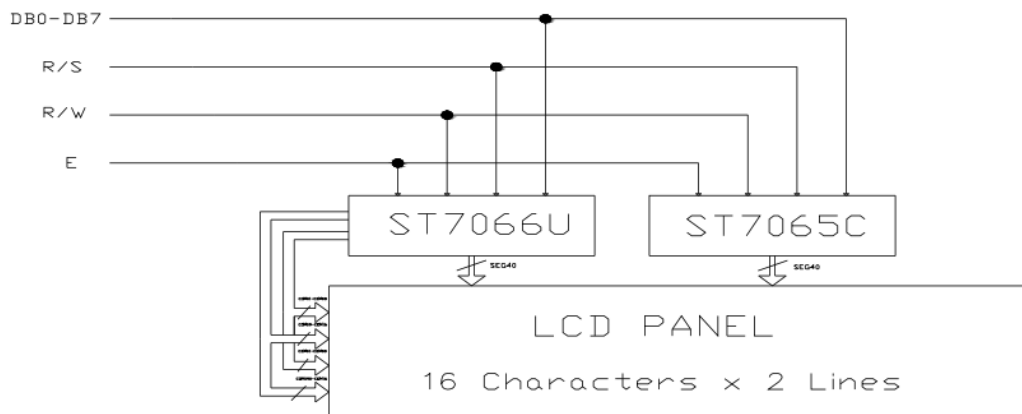 DB0-DB7
R/S
R/W
E
ST7066U
ST7065C
SEG40
SEG40
LCD PANEL
16 Characters x 2 Lines